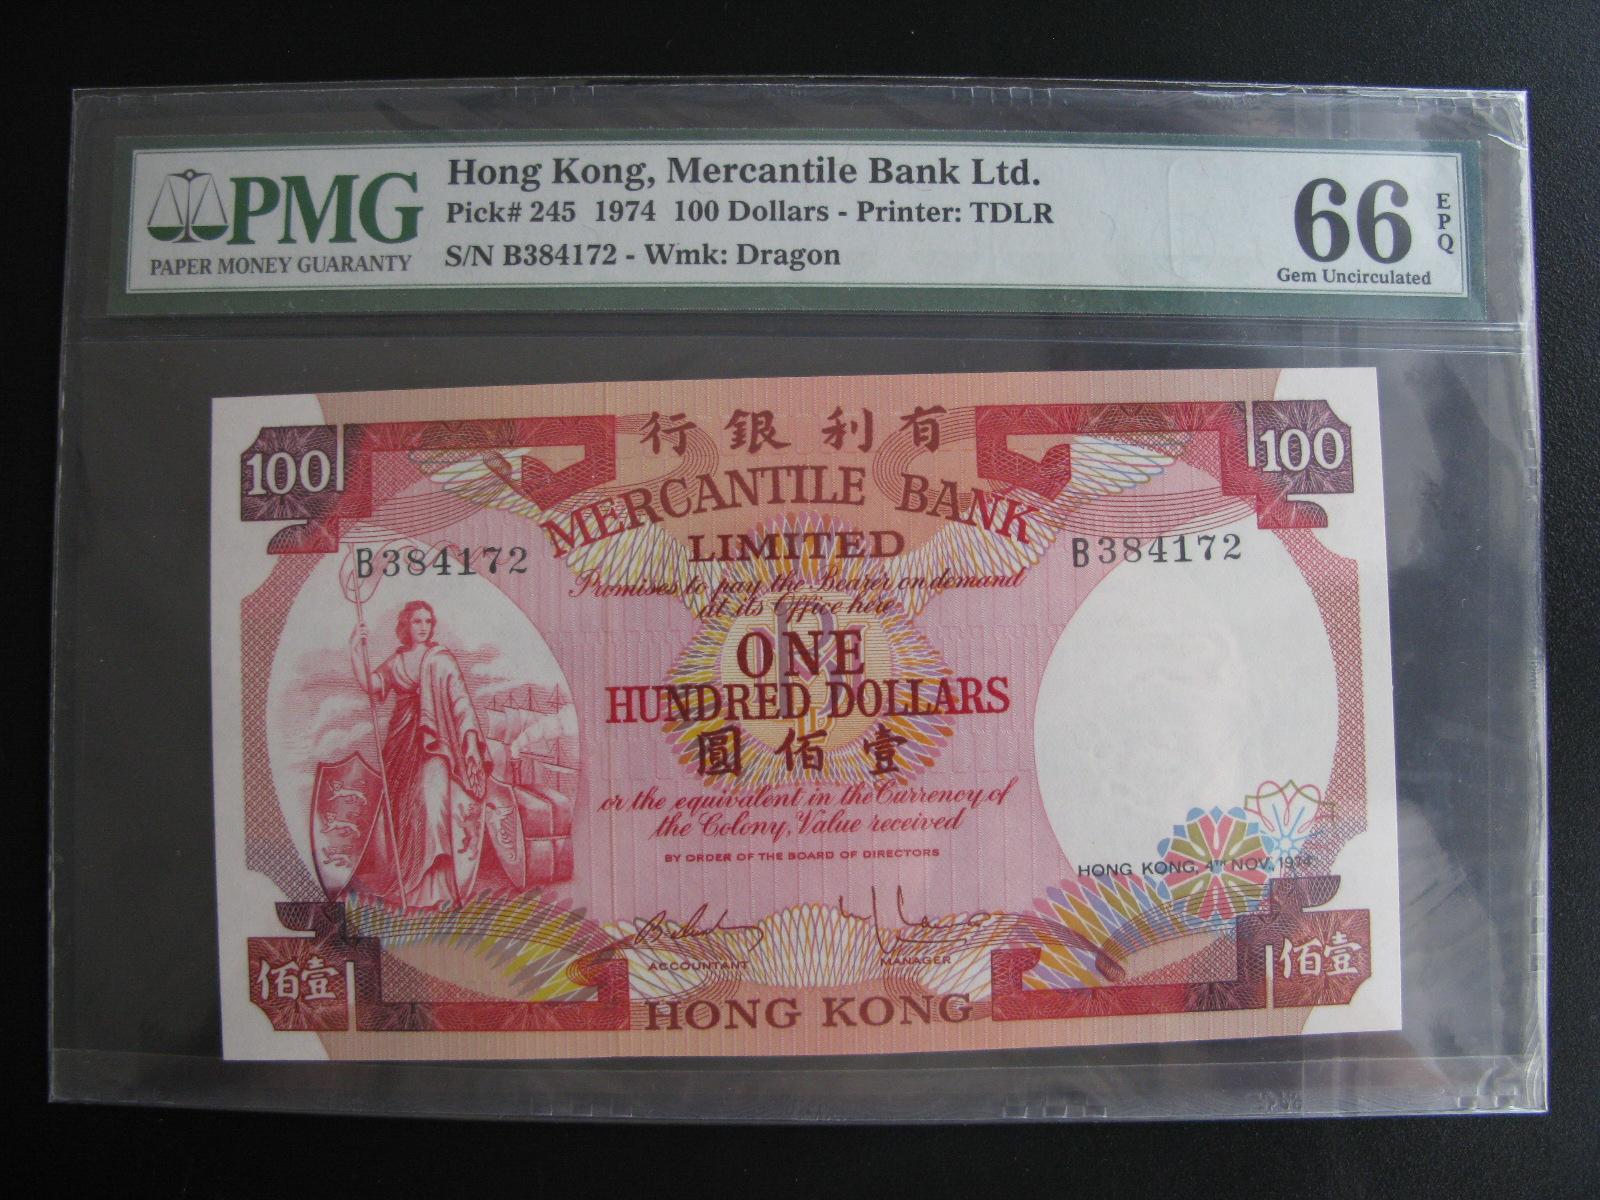 PMG
PAPER MONEY GUARANTY
Hong Kong, Mercantile Bank Ltd.
Pick# 245 1974 100 Dollars - Printer: TDLR
S/N B384172 - Wmk: Dragon
66 EPQ
Gem Uncirculated
行銀利有
100 100
MERCANTILE BANK
LIMITED
B384172 B384172
Promises to pay the Bearer on demand
at its Office here
ONE
HUNDRED DOLLARS
圓佰壹
or the equivalent in the Currency of
the Colony, Value received
BY ORDER OF THE BOARD OF DIRECTORS
HONG KONG, 4TH NOV. 1974
ACCOUNTANT MANAGER
佰壹 佰壹
HONG KONG